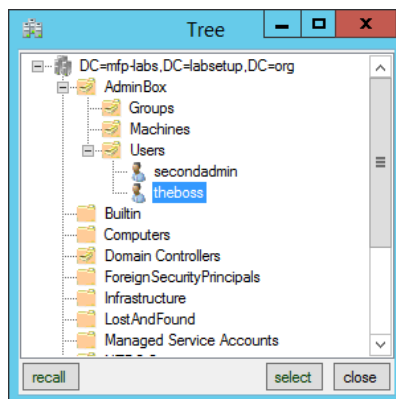 Tree
DC=mfp-labs,DC=labsetup,DC=org
AdminBox
Groups
Machines
Users
secondadmin
theboss
Builtin
Computers
Domain Controllers
ForeignSecurityPrincipals
Infrastructure
LostAndFound
Managed Service Accounts
recall
select
close